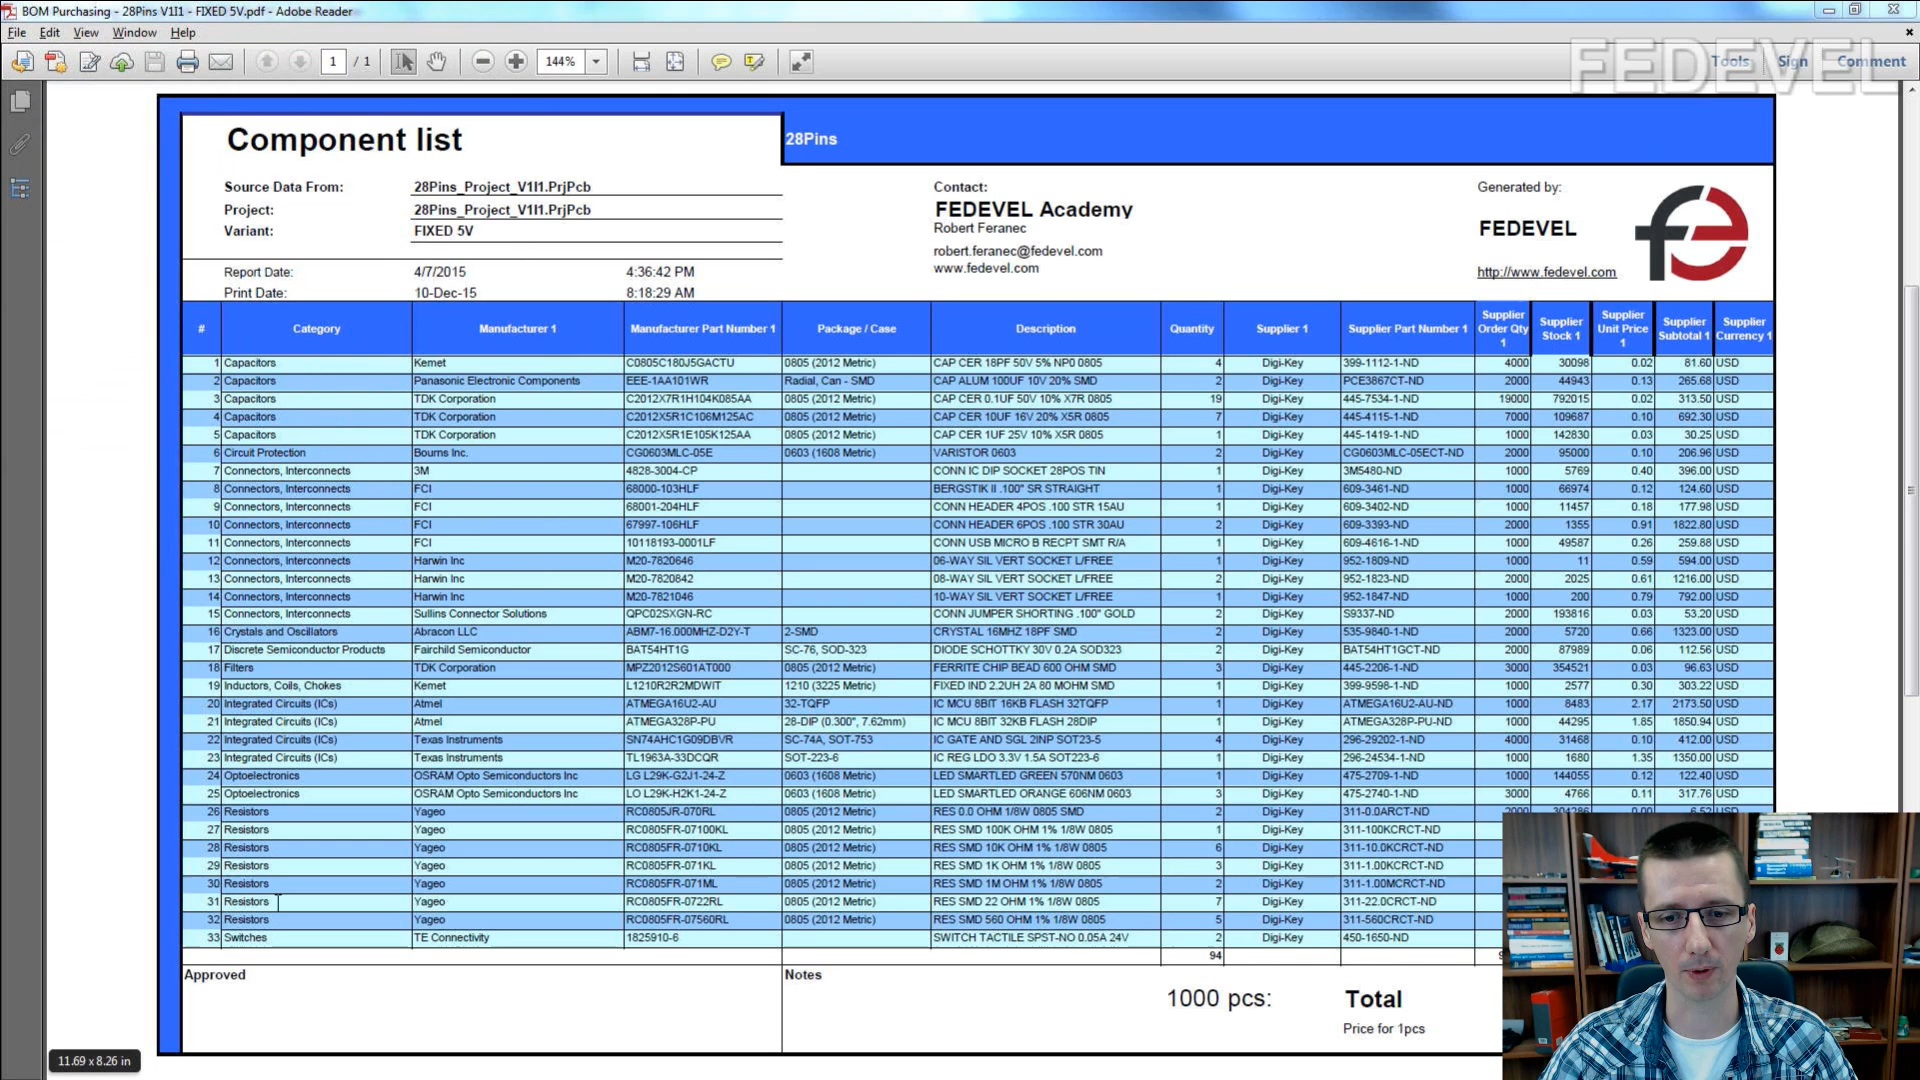 BOM Purchasing - 28Pins V1I1 - FIXED 5V.pdf - Adobe Reader
File Edit View Window Help
1 / 1 144% Tools Sign Comment
FEDEVEL
Component list
28Pins
Source Data From: 28Pins_Project_V1I1.PrjPcb
Project: 28Pins_Project_V1I1.PrjPcb
Variant: FIXED 5V
Report Date: 4/7/2015 4:36:42 PM
Print Date: 10-Dec-15 8:18:29 AM
Contact:
FEDEVEL Academy
Robert Feranec
robert.feranec@fedevel.com
www.fedevel.com
Generated by:
FEDEVEL
http://www.fedevel.com
fe
# Category Manufacturer 1 Manufacturer Part Number 1 Package / Case Description Quantity Supplier 1 Supplier Part Number 1 Supplier Order Qty 1 Supplier Stock 1 Supplier Unit Price 1 Supplier Subtotal 1 Supplier Currency 1
1 Capacitors Kemet C0805C180J5GACTU 0805 (2012 Metric) CAP CER 18PF 50V 5% NP0 0805 4 Digi-Key 399-1112-1-ND 4000 30098 0.02 81.60 USD
2 Capacitors Panasonic Electronic Components EEE-1AA101WR Radial, Can - SMD CAP ALUM 100UF 10V 20% SMD 2 Digi-Key PCE3867CT-ND 2000 44943 0.13 265.68 USD
3 Capacitors TDK Corporation C2012X7R1H104K085AA 0805 (2012 Metric) CAP CER 0.1UF 50V 10% X7R 0805 19 Digi-Key 445-7534-1-ND 19000 792015 0.02 313.50 USD
4 Capacitors TDK Corporation C2012X5R1C106M125AC 0805 (2012 Metric) CAP CER 10UF 16V 20% X5R 0805 7 Digi-Key 445-4115-1-ND 7000 109687 0.10 692.30 USD
5 Capacitors TDK Corporation C2012X5R1E105K125AA 0805 (2012 Metric) CAP CER 1UF 25V 10% X5R 0805 1 Digi-Key 445-1419-1-ND 1000 142830 0.03 30.25 USD
6 Circuit Protection Bourns Inc. CG0603MLC-05E 0603 (1608 Metric) VARISTOR 0603 2 Digi-Key CG0603MLC-05ECT-ND 2000 95000 0.10 206.96 USD
7 Connectors, Interconnects 3M 4828-3004-CP CONN IC DIP SOCKET 28POS TIN 1 Digi-Key 3M5480-ND 1000 5769 0.40 396.00 USD
8 Connectors, Interconnects FCI 68000-103HLF BERGSTIK II .100" SR STRAIGHT 1 Digi-Key 609-3461-ND 1000 66974 0.12 124.60 USD
9 Connectors, Interconnects FCI 68001-204HLF CONN HEADER 4POS .100 STR 15AU 1 Digi-Key 609-3402-ND 1000 11457 0.18 177.98 USD
10 Connectors, Interconnects FCI 67997-106HLF CONN HEADER 6POS .100 STR 30AU 2 Digi-Key 609-3393-ND 2000 1355 0.91 1822.80 USD
11 Connectors, Interconnects FCI 10118193-0001LF CONN USB MICRO B RECPT SMT R/A 1 Digi-Key 609-4616-1-ND 1000 49587 0.26 259.88 USD
12 Connectors, Interconnects Harwin Inc M20-7820646 06-WAY SIL VERT SOCKET L/FREE 1 Digi-Key 952-1809-ND 1000 11 0.59 594.00 USD
13 Connectors, Interconnects Harwin Inc M20-7820842 08-WAY SIL VERT SOCKET L/FREE 2 Digi-Key 952-1823-ND 2000 2025 0.61 1216.00 USD
14 Connectors, Interconnects Harwin Inc M20-7821046 10-WAY SIL VERT SOCKET L/FREE 1 Digi-Key 952-1847-ND 1000 200 0.79 792.00 USD
15 Connectors, Interconnects Sullins Connector Solutions QPC02SXGN-RC CONN JUMPER SHORTING .100" GOLD 2 Digi-Key S9337-ND 2000 193816 0.03 53.20 USD
16 Crystals and Oscillators Abracon LLC ABM7-16.000MHZ-D2Y-T 2-SMD CRYSTAL 16MHZ 18PF SMD 2 Digi-Key 535-9840-1-ND 2000 5720 0.66 1323.00 USD
17 Discrete Semiconductor Products Fairchild Semiconductor BAT54HT1G SC-76, SOD-323 DIODE SCHOTTKY 30V 0.2A SOD323 2 Digi-Key BAT54HT1GCT-ND 2000 87989 0.06 112.56 USD
18 Filters TDK Corporation MPZ2012S601AT000 0805 (2012 Metric) FERRITE CHIP BEAD 600 OHM SMD 3 Digi-Key 445-2206-1-ND 3000 354521 0.03 96.63 USD
19 Inductors, Coils, Chokes Kemet L1210R2R2MDWIT 1210 (3225 Metric) FIXED IND 2.2UH 2A 80 MOHM SMD 1 Digi-Key 399-9598-1-ND 1000 2577 0.30 303.22 USD
20 Integrated Circuits (ICs) Atmel ATMEGA16U2-AU 32-TQFP IC MCU 8BIT 16KB FLASH 32TQFP 1 Digi-Key ATMEGA16U2-AU-ND 1000 8483 2.17 2173.50 USD
21 Integrated Circuits (ICs) Atmel ATMEGA328P-PU 28-DIP (0.300", 7.62mm) IC MCU 8BIT 32KB FLASH 28DIP 1 Digi-Key ATMEGA328P-PU-ND 1000 44295 1.85 1850.94 USD
22 Integrated Circuits (ICs) Texas Instruments SN74AHC1G09DBVR SC-74A, SOT-753 IC GATE AND SGL 2INP SOT23-5 4 Digi-Key 296-29202-1-ND 4000 31468 0.10 412.00 USD
23 Integrated Circuits (ICs) Texas Instruments TL1963A-33DCQR SOT-223-6 IC REG LDO 3.3V 1.5A SOT223-6 1 Digi-Key 296-24534-1-ND 1000 1680 1.35 1350.00 USD
24 Optoelectronics OSRAM Opto Semiconductors Inc LG L29K-G2J1-24-Z 0603 (1608 Metric) LED SMARTLED GREEN 570NM 0603 1 Digi-Key 475-2709-1-ND 1000 144055 0.12 122.40 USD
25 Optoelectronics OSRAM Opto Semiconductors Inc LO L29K-H2K1-24-Z 0603 (1608 Metric) LED SMARTLED ORANGE 606NM 0603 3 Digi-Key 475-2740-1-ND 3000 4766 0.11 317.76 USD
26 Resistors Yageo RC0805JR-070RL 0805 (2012 Metric) RES 0.0 OHM 1/8W 0805 SMD 2 Digi-Key 311-0.0ARCT-ND 2000 304286 0.00 6.52 USD
27 Resistors Yageo RC0805FR-07100KL 0805 (2012 Metric) RES SMD 100K OHM 1% 1/8W 0805 1 Digi-Key 311-100KCRCT-ND
28 Resistors Yageo RC0805FR-0710KL 0805 (2012 Metric) RES SMD 10K OHM 1% 1/8W 0805 6 Digi-Key 311-10.0KCRCT-ND
29 Resistors Yageo RC0805FR-071KL 0805 (2012 Metric) RES SMD 1K OHM 1% 1/8W 0805 3 Digi-Key 311-1.00KCRCT-ND
30 Resistors Yageo RC0805FR-071ML 0805 (2012 Metric) RES SMD 1M OHM 1% 1/8W 0805 2 Digi-Key 311-1.00MCRCT-ND
31 Resistors Yageo RC0805FR-0722RL 0805 (2012 Metric) RES SMD 22 OHM 1% 1/8W 0805 7 Digi-Key 311-22.0CRCT-ND
32 Resistors Yageo RC0805FR-07560RL 0805 (2012 Metric) RES SMD 560 OHM 1% 1/8W 0805 5 Digi-Key 311-560CRCT-ND
33 Switches TE Connectivity 1825910-6 SWITCH TACTILE SPST-NO 0.05A 24V 2 Digi-Key 450-1650-ND
94
Approved Notes
1000 pcs: Total
Price for 1pcs
11.69 x 8.26 in